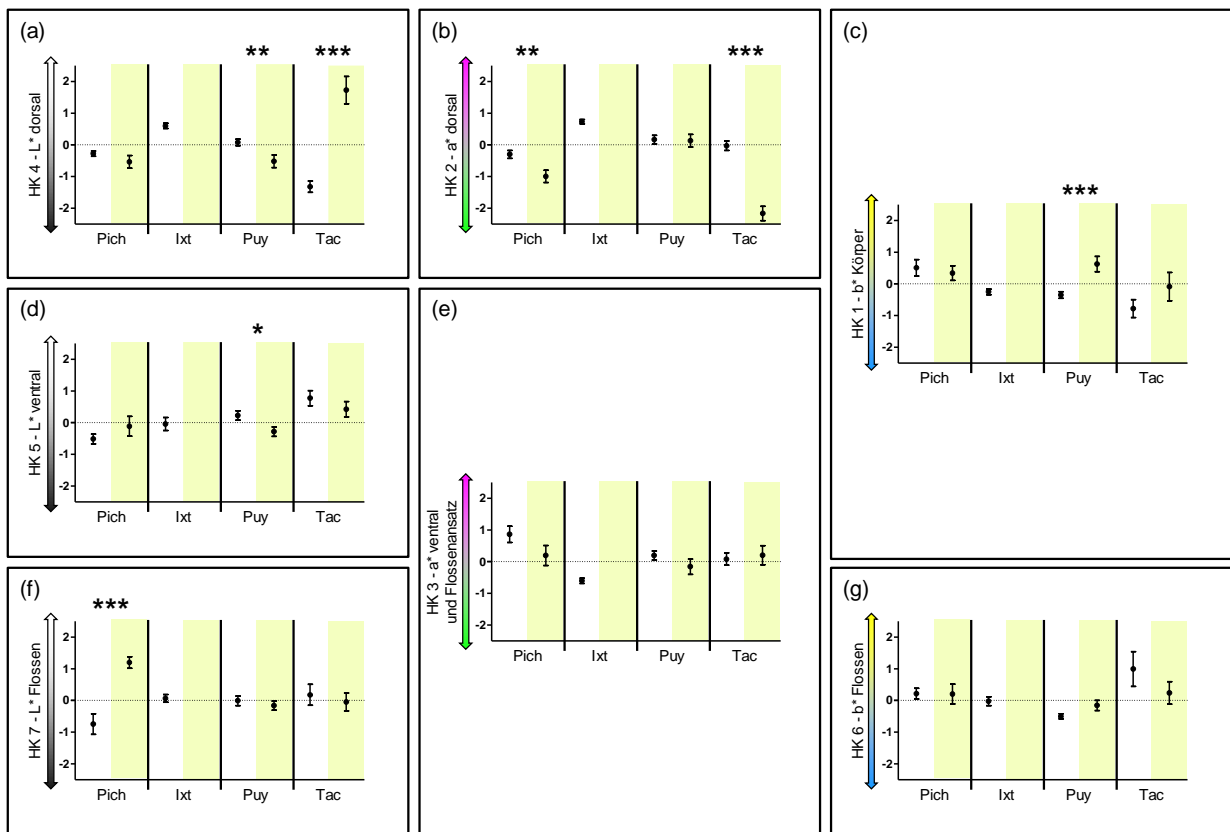 (a)
** ***
HK 4 - L* dorsal
2
1
0
-1
-2
Pich Ixt Puy Tac
(b)
** ***
HK 2 - a* dorsal
2
1
0
-1
-2
Pich Ixt Puy Tac
(c)
***
HK 1 - b* Körper
2
1
0
-1
-2
Pich Ixt Puy Tac
(d)
*
HK 5 - L* ventral
2
1
0
-1
-2
Pich Ixt Puy Tac
(e)
HK 3 - a* ventral
und Flossenansatz
2
1
0
-1
-2
Pich Ixt Puy Tac
(f)
***
HK 7 - L* Flossen
2
1
0
-1
-2
Pich Ixt Puy Tac
(g)
HK 6 - b* Flossen
2
1
0
-1
-2
Pich Ixt Puy Tac